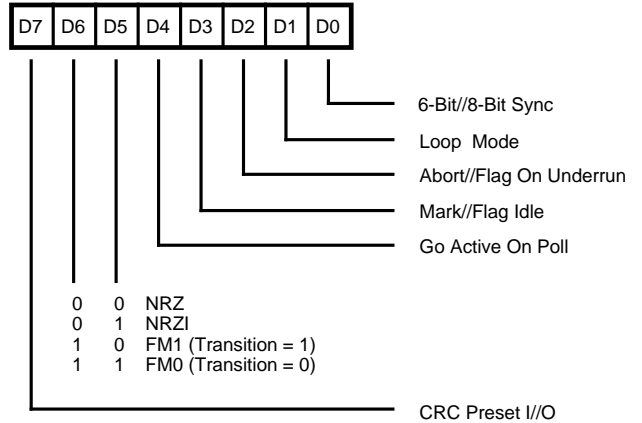 D7 D6 D5 D4 D3 D2 D1 D0
6-Bit//8-Bit Sync
Loop Mode
Abort//Flag On Underrun
Mark//Flag Idle
Go Active On Poll
0 0 NRZ
0 1 NRZI
1 0 FM1 (Transition = 1)
1 1 FM0 (Transition = 0)
CRC Preset I//O